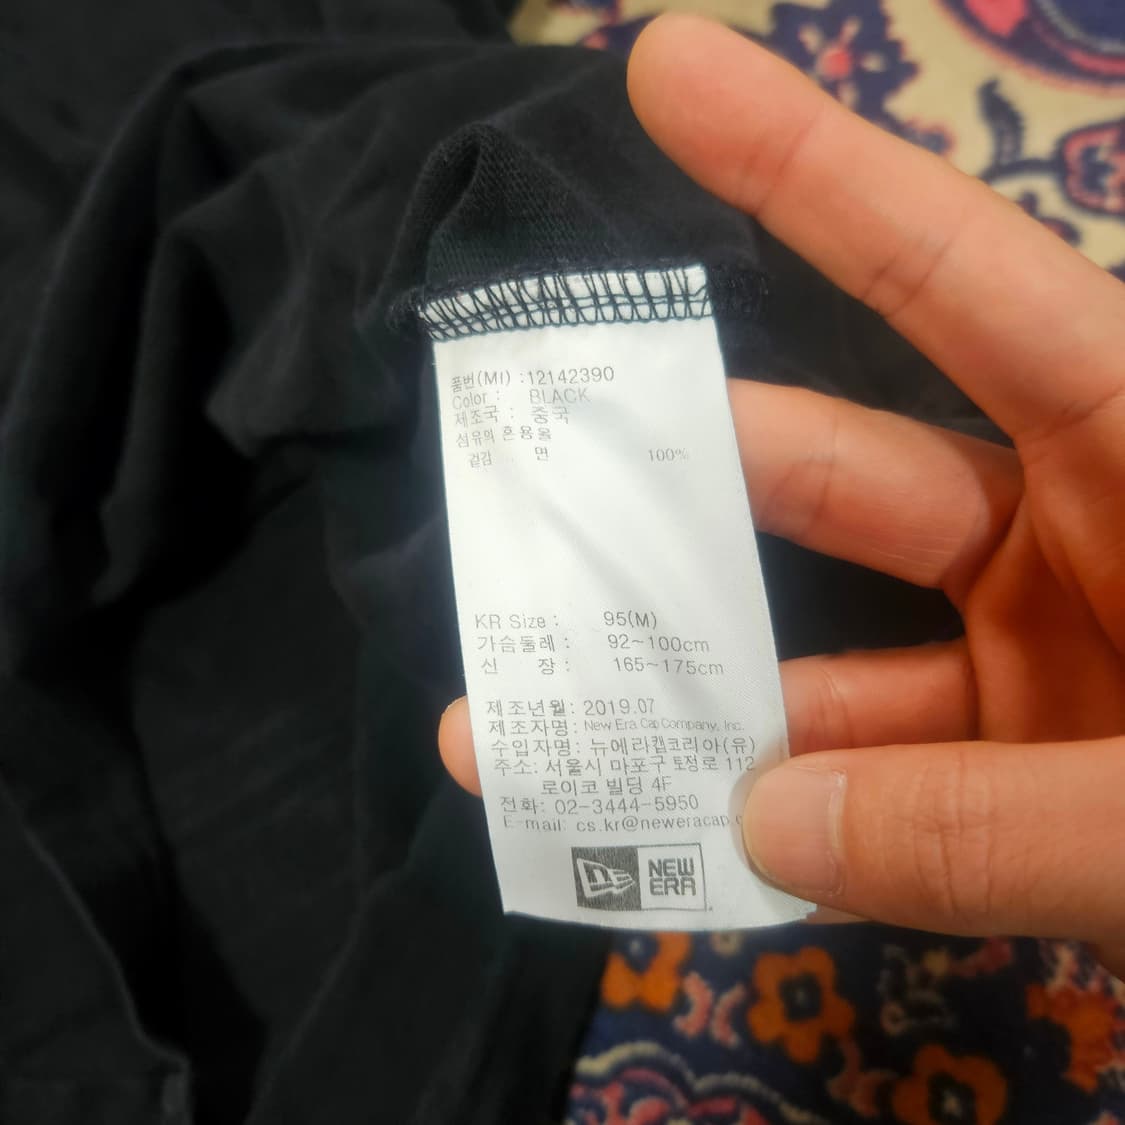 품번(MI) :12142390
Color : BLACK
제조국 : 중국
섬유의 혼용율
겉감 면 100%
KR Size : 95(M)
가슴둘레 : 92~100cm
신 장 : 165~175cm
제조년월: 2019.07
제조자명: New Era Cap Company, Inc.
수입자명: 뉴에라캡코리아(유)
주소: 서울시 마포구 토정로 112
로이코 빌딩 4F
전화: 02-3444-5950
E-mail: cs.kr@neweracap.c
NEW
ERA